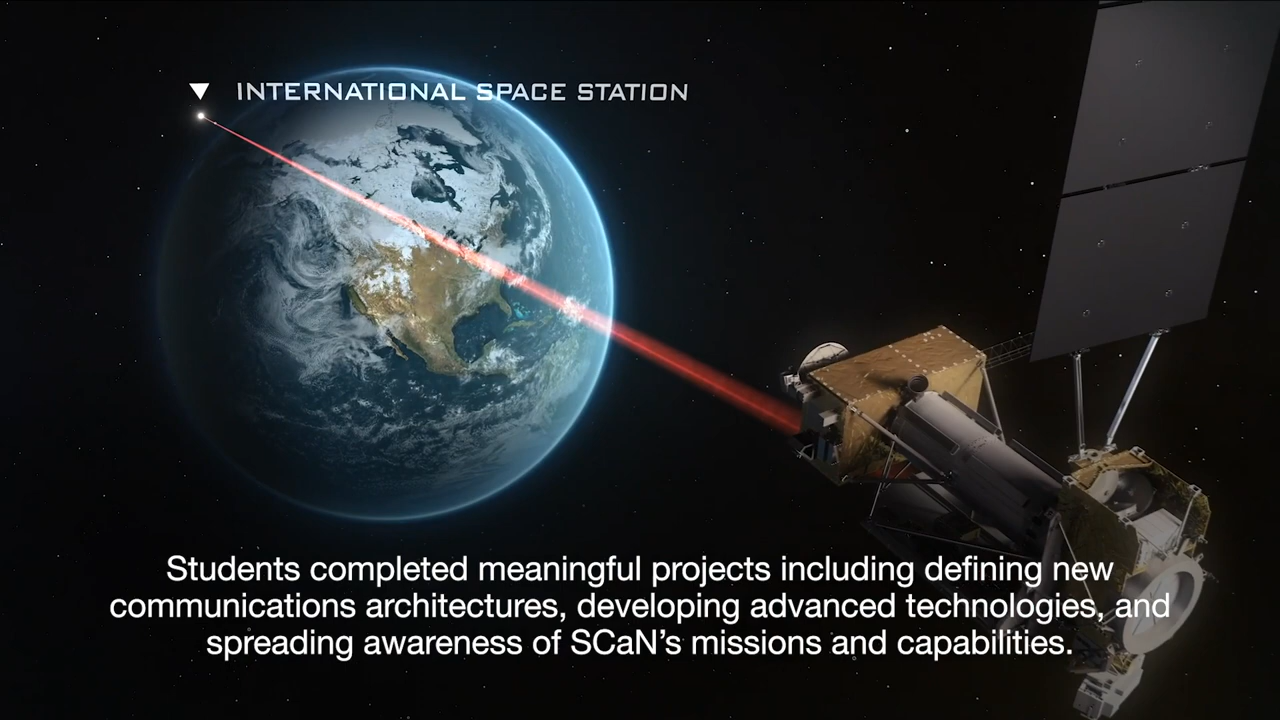 INTERNATIONAL SPACE STATION
Students completed meaningful projects including defining new
communications architectures, developing advanced technologies, and
spreading awareness of SCaN’s missions and capabilities.